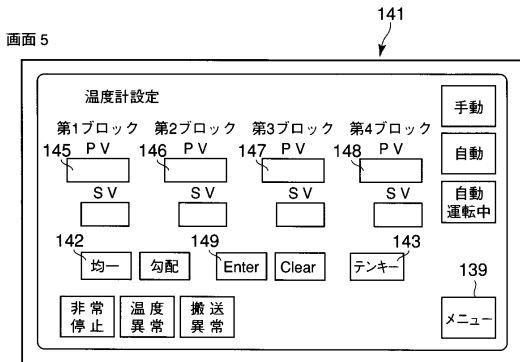 141
画面5
温度計設定
手動
第1ブロック 第2ブロック 第3ブロック 第4ブロック
145 PV 146 PV 147 PV 148 PV
自動
SV SV SV SV
自動
運転中
142 149 143
均一 勾配 Enter Clear テンキー
139
非常
停止
温度
異常
搬送
異常
メニュー